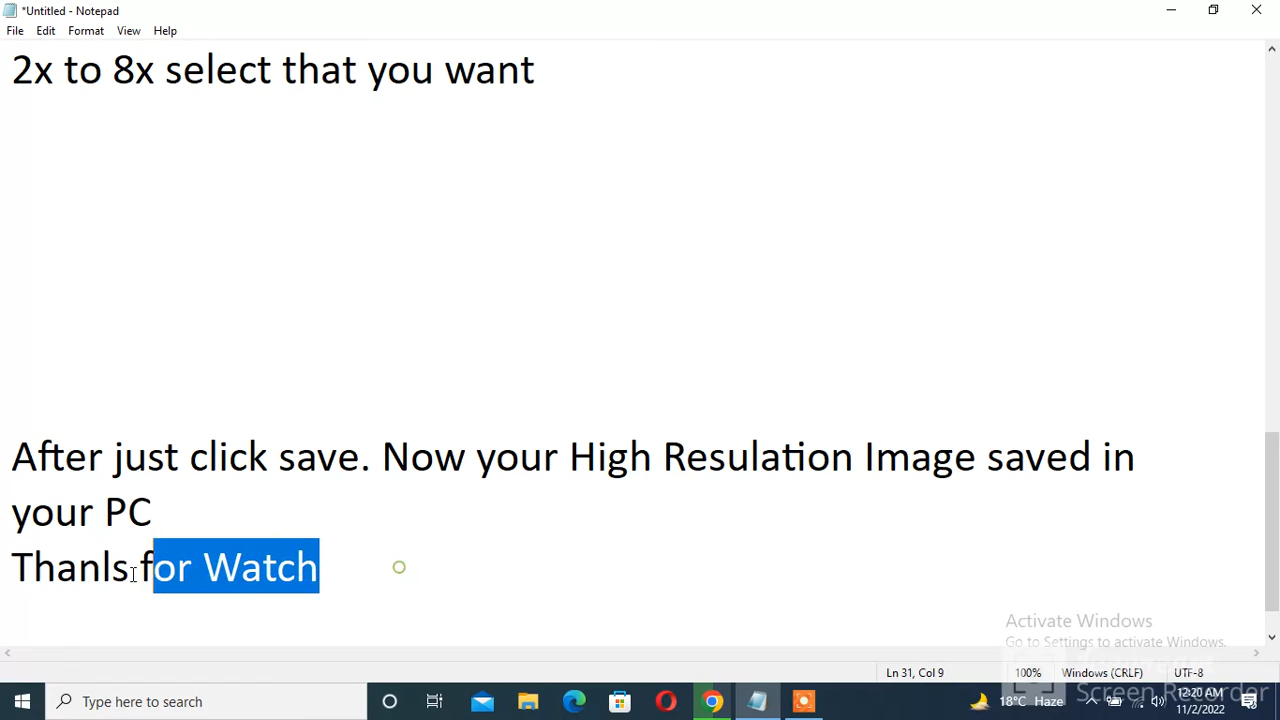 *Untitled - Notepad
File Edit Format View Help
2x to 8x select that you want
After just click save. Now your High Resulation Image saved in
your PC
Thanls for Watch
Activate Windows
Go to Settings to activate Windows.
Ln 31, Col 9 100% Windows (CRLF) UTF-8
Screen Recorder
Type here to search
18°C Haze
12:20 AM
11/2/2022